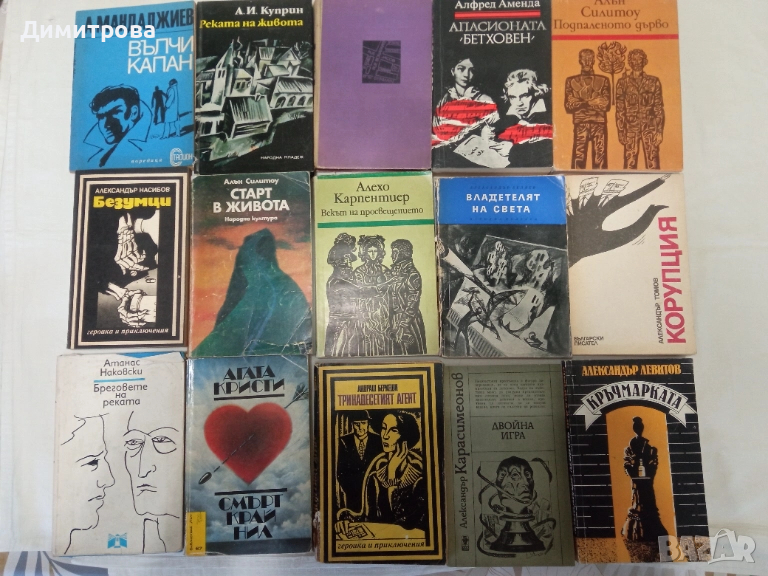 Димитрова
А. МАНДАДЖИЕВ
ВЪЛЧИ
КАПАН
поредица
А. И. Куприн
Реката на живота
НАРОДНА МЛАДЕЖ
Алфред Аменда
АПАСИОНАТА
‹БЕТХОВЕН›
Алън
Силитоу
Подпаленото дърво
АЛЕКСАНДЪР НАСИБОВ
Безумци
героика и приключения
Алън Силитоу
СТАРТ
В ЖИВОТА
Народна култура
Алехо
Карпентиер
Векът на просвещението
ВЛАДЕТЕЛЯТ
НА СВЕТА
АЛЕКСАНДЪР ТОМОВ
КОРУПЦИЯ
БЪЛГАРСКИ
ПИСАТЕЛ
Атанас
Наковски
Бреговете
на
реката
АГАТА
КРИСТИ
СМЪРТ
КРАЙ
НИЛ
ТРИНАДЕСЕТИЯТ АГЕНТ
героика и приключения
Александър Карасимеонов
ДВОЙНА
ИГРА
АЛЕКСАНДЪР ЛЕВИТОВ
КРЪЧМАРКАТА
BAZAR